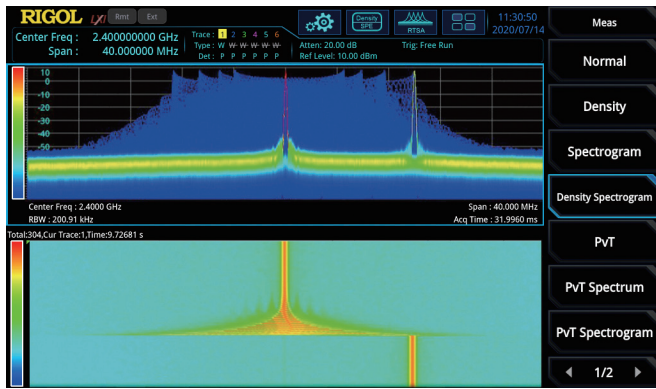 RIGOL LXI Rmt Ext
Center Freq : 2.400000000 GHz
Span : 40.000000 MHz
Trace : 1 2 3 4 5 6
Type : W W W W W W
Det : P P P P P P
Density
SPE
RTSA
11:30:50
2020/07/14
Atten: 20.00 dB Trig: Free Run
Ref Level: 10.00 dBm
10
0
-10
-20
-30
-40
-50
Center Freq : 2.4000 GHz Span : 40.000 MHz
RBW : 200.91 kHz Acq Time : 31.9960 ms
Total:304,Cur Trace:1,Time:9.72681 s
Meas
Normal
Density
Spectrogram
Density Spectrogram
PvT
PvT Spectrum
PvT Spectrogram
1/2